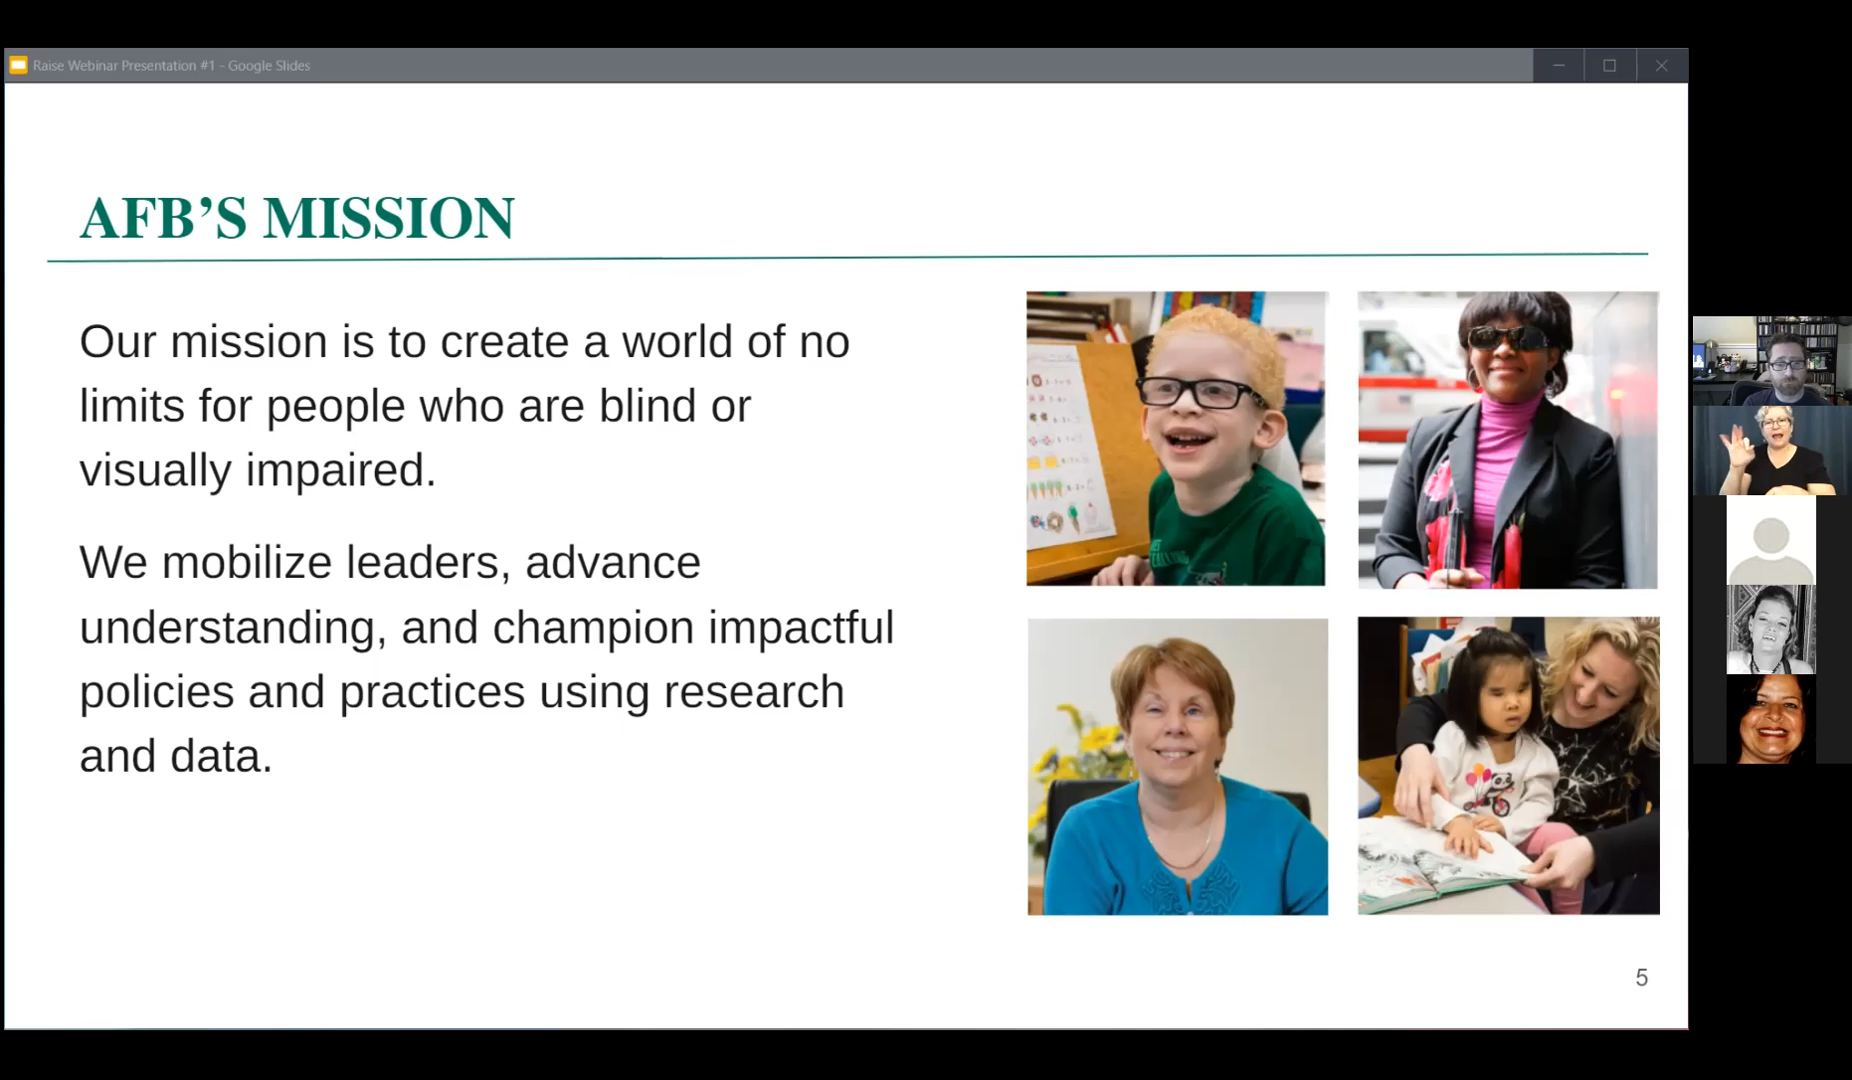 Raise Webinar Presentation #1 - Google Slides
AFB’S MISSION
Our mission is to create a world of no
limits for people who are blind or
visually impaired.
We mobilize leaders, advance
understanding, and champion impactful
policies and practices using research
and data.
5